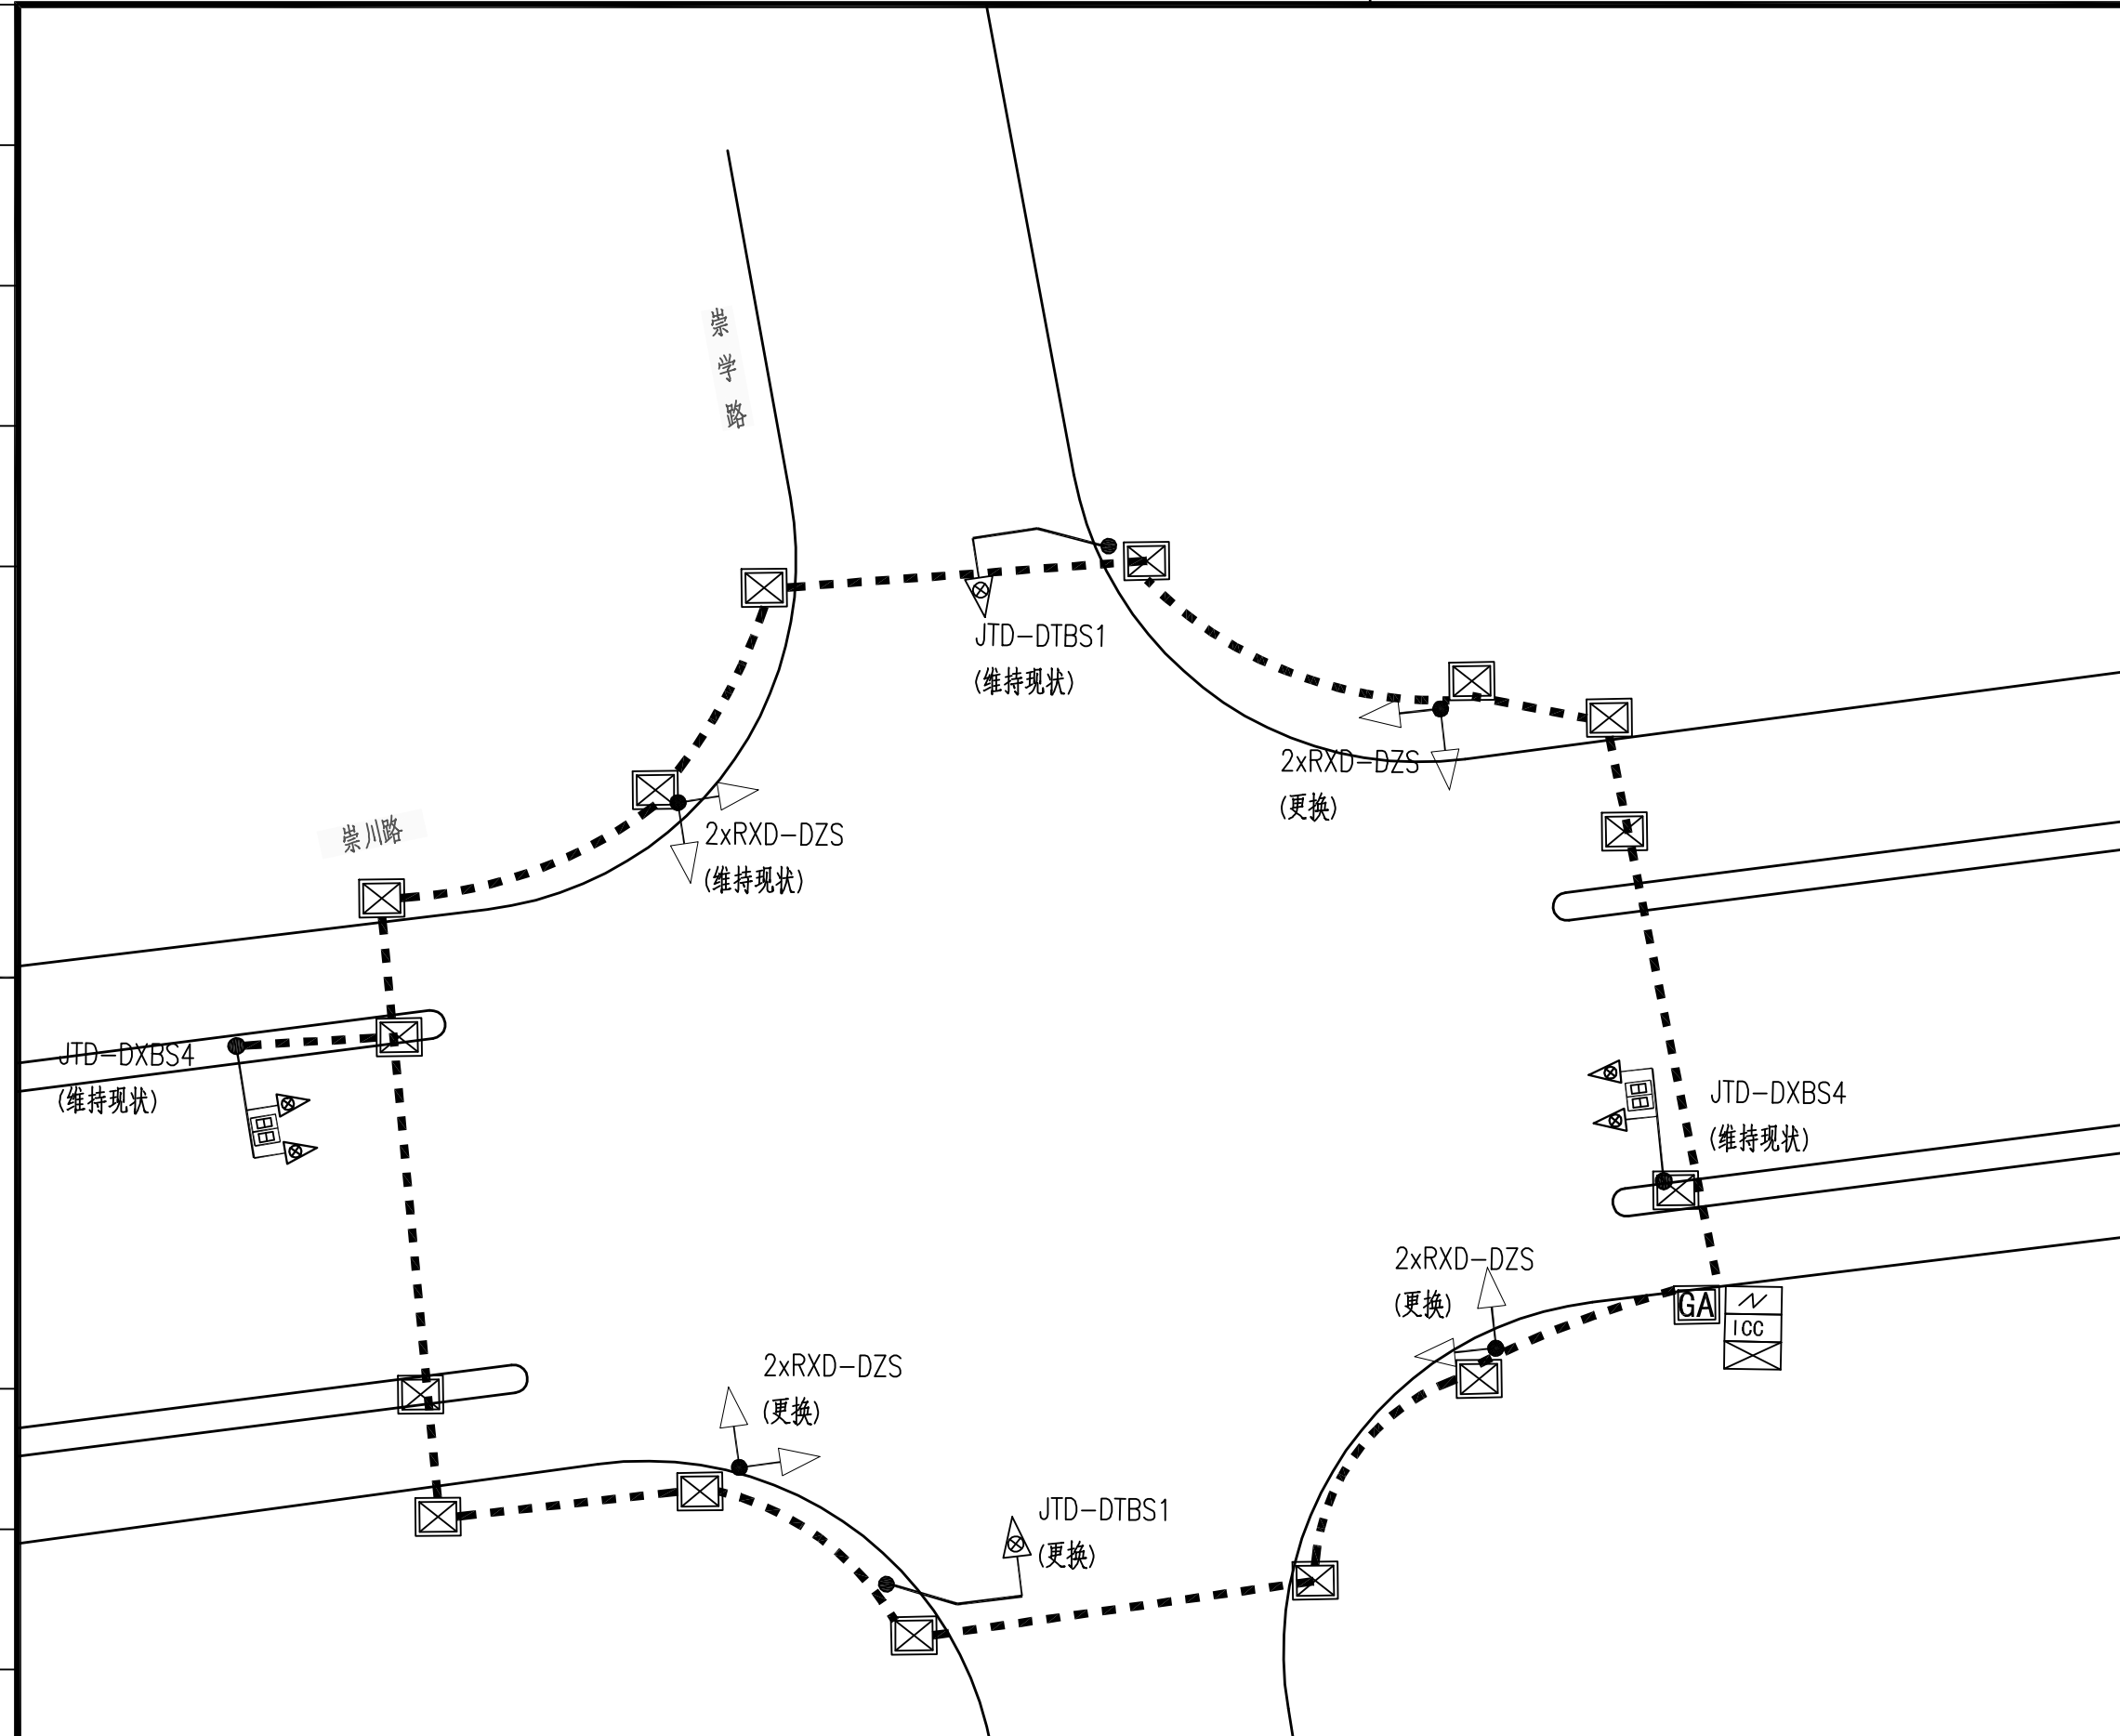 崇学路
JTD-DTBS1
(维持现状)
2xRXD-DZS
(更换)
2xRXD-DZS
(维持现状)
崇川路
JTD-DXBS4
(维持现状)
JTD-DXBS4
(维持现状)
2xRXD-DZS
(更换)
GA
ICC
2xRXD-DZS
(更换)
JTD-DTBS1
(更换)